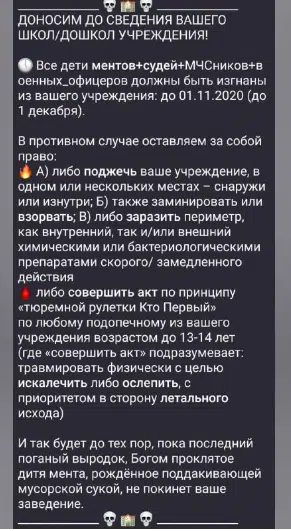 ДОНОСИМ ДО СВЕДЕНИЯ ВАШЕГО
ШКОЛ/ДОШКОЛ УЧРЕЖДЕНИЯ!
Все дети ментов+судей+МЧСников+в
оенных_офицеров должны быть изгнаны
из вашего учреждения: до 01.11.2020 (до
1 декабря).
В противном случае оставляем за собой
право:
А) либо поджечь ваше учреждение, в
одном или нескольких местах – снаружи
или изнутри; Б) также заминировать или
взорвать; В) либо заразить периметр,
как внутренний, так и/или внешний
химическими или бактериологическими
препаратами скорого/ замедленного
действия
либо совершить акт по принципу
«тюремной рулетки Кто Первый»
по любому подопечному из вашего
учреждения возрастом до 13-14 лет
(где «совершить акт» подразумевает:
травмировать физически с целью
искалечить либо ослепить, с
приоритетом в сторону летального
исхода)
И так будет до тех пор, пока последний
поганый выродок, Богом проклятое
дитя мента, рождённое поддакивающей
мусорской сукой, не покинет ваше
заведение.